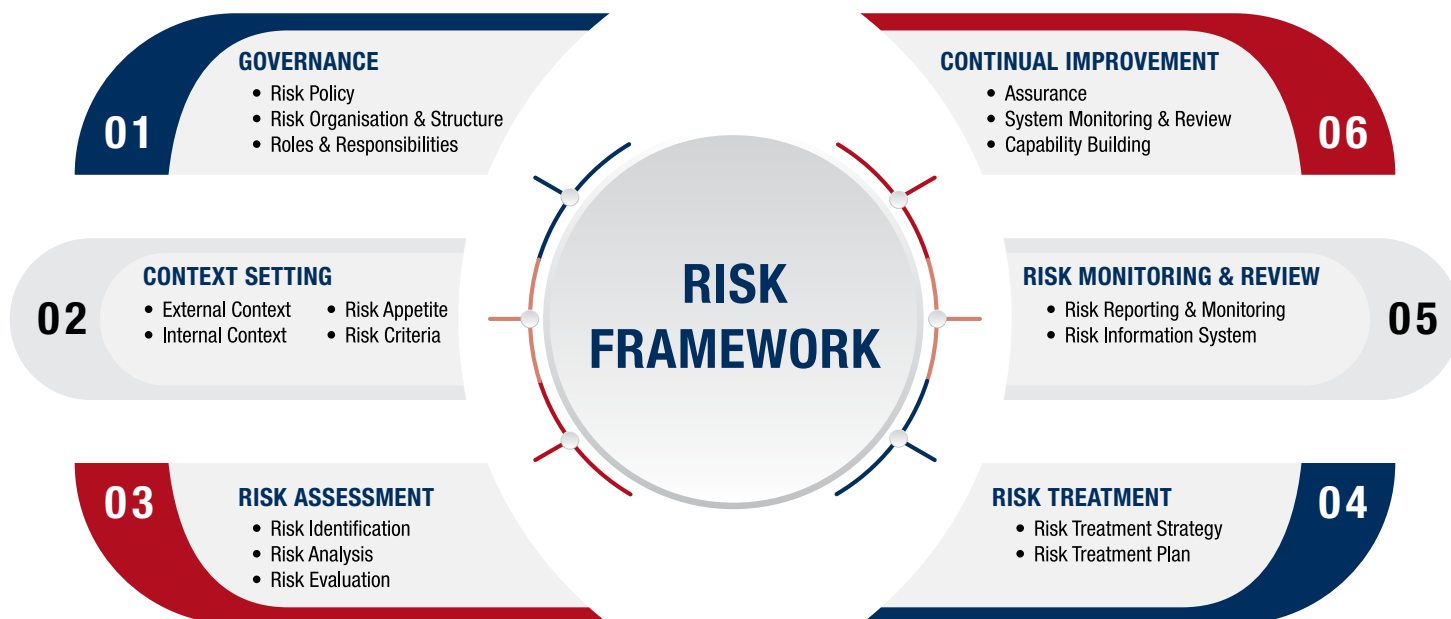 01
GOVERNANCE
• Risk Policy
• Risk Organisation & Structure
• Roles & Responsibilities
02
CONTEXT SETTING
• External Context
• Internal Context
• Risk Appetite
• Risk Criteria
03
RISK ASSESSMENT
• Risk Identification
• Risk Analysis
• Risk Evaluation
RISK
FRAMEWORK
04
RISK TREATMENT
• Risk Treatment Strategy
• Risk Treatment Plan
05
RISK MONITORING & REVIEW
• Risk Reporting & Monitoring
• Risk Information System
06
CONTINUAL IMPROVEMENT
• Assurance
• System Monitoring & Review
• Capability Building